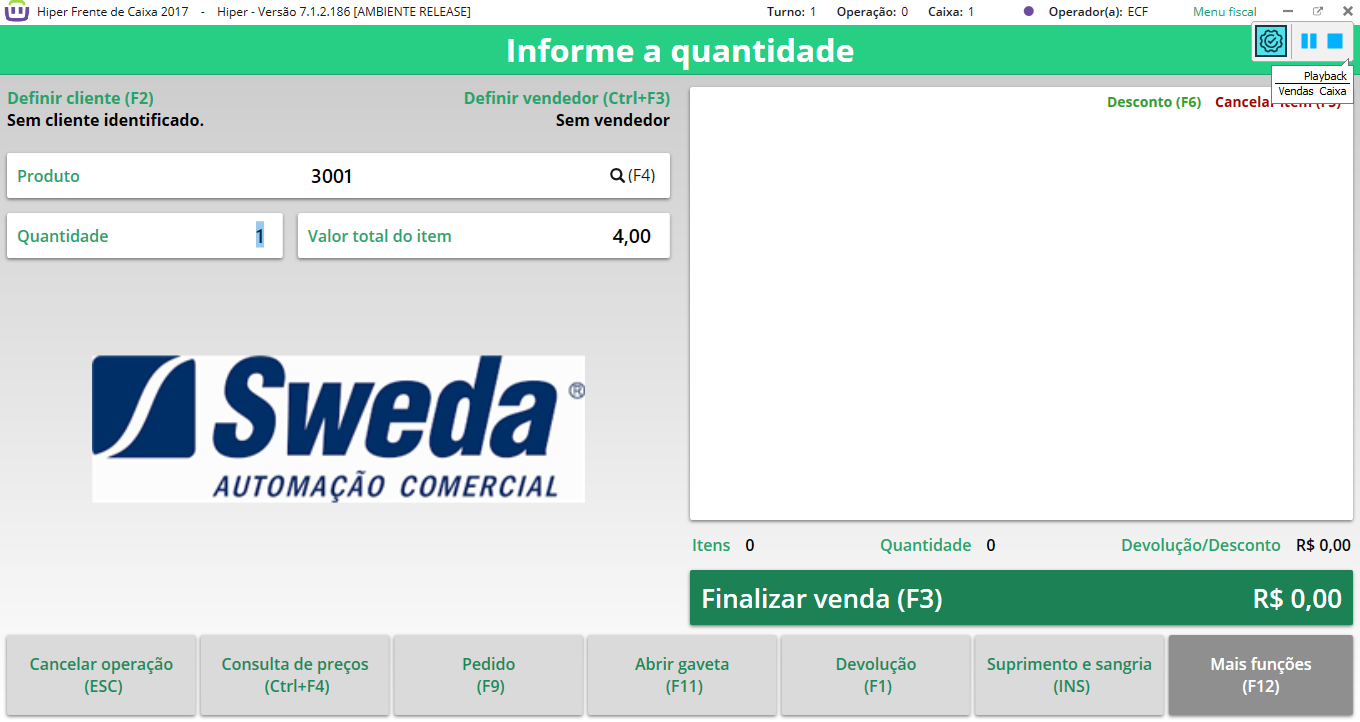 Hiper Frente de Caixa 2017 - Hiper - Versão 7.1.2.186 [AMBIENTE RELEASE] Turno: 1 Operação: 0 Caixa: 1 Operador(a): ECF Menu fiscal
Informe a quantidade
Playback
Vendas Caixa
Definir cliente (F2) Definir vendedor (Ctrl+F3)
Sem cliente identificado. Sem vendedor
Desconto (F6) Cancelar
Produto 3001 (F4)
Quantidade 1 Valor total do item 4,00
Sweda ®
AUTOMAÇÃO COMERCIAL
Itens 0 Quantidade 0 Devolução/Desconto R$ 0,00
Finalizar venda (F3) R$ 0,00
Cancelar operação
(ESC)
Consulta de preços
(Ctrl+F4)
Pedido
(F9)
Abrir gaveta
(F11)
Devolução
(F1)
Suprimento e sangria
(INS)
Mais funções
(F12)